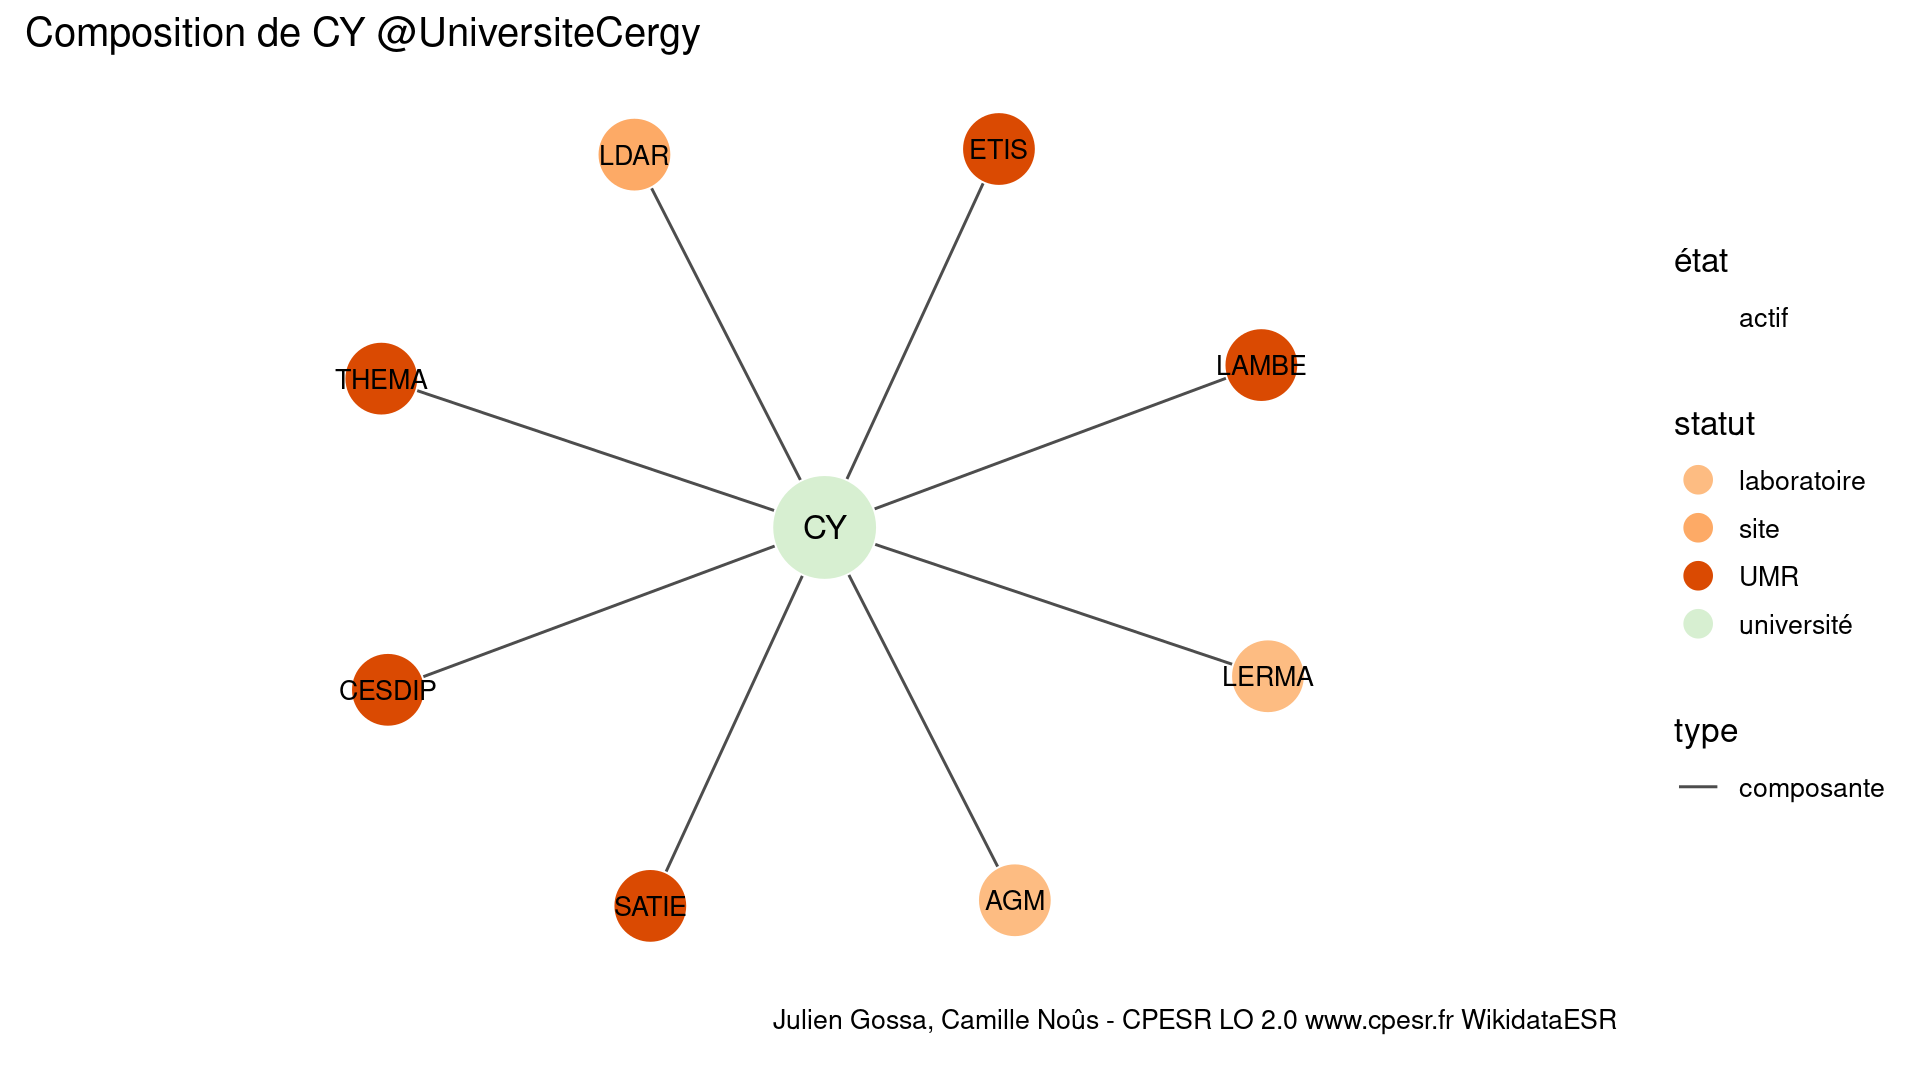 Composition de CY @UniversiteCergy
LDAR
ETIS
THEMA
LAMBE
CY
CESDIP
LERMA
SATIE
AGM
état
actif
statut
laboratoire
site
UMR
université
type
composante
Julien Gossa, Camille Noûs - CPESR LO 2.0 www.cpesr.fr WikidataESR